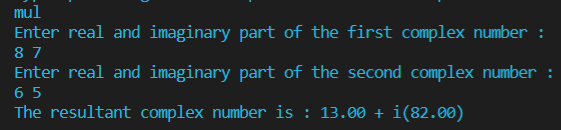 mul
Enter real and imaginary part of the first complex number :
8 7
Enter real and imaginary part of the second complex number :
6 5
The resultant complex number is : 13.00 + i(82.00)